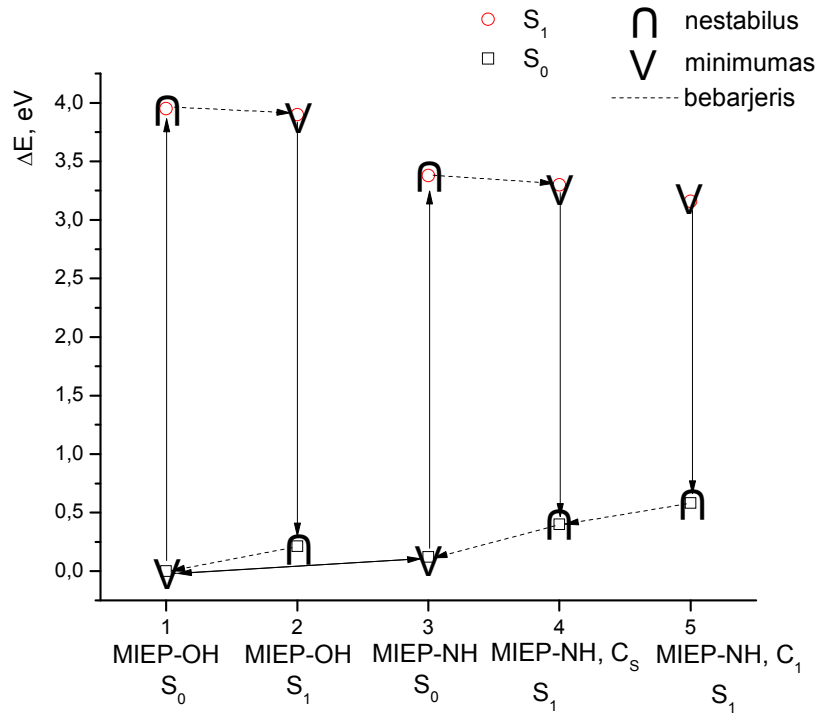 S₁
nestabilus
S₀
minimumas
bebarjeris
ΔE, eV
4,0
3,5
3,0
2,5
2,0
1,5
1,0
0,5
0,0
1 2 3 4 5
MIEP-OH MIEP-OH MIEP-NH MIEP-NH, Cₛ MIEP-NH, C₁
S₀ S₁ S₀ S₁ S₁